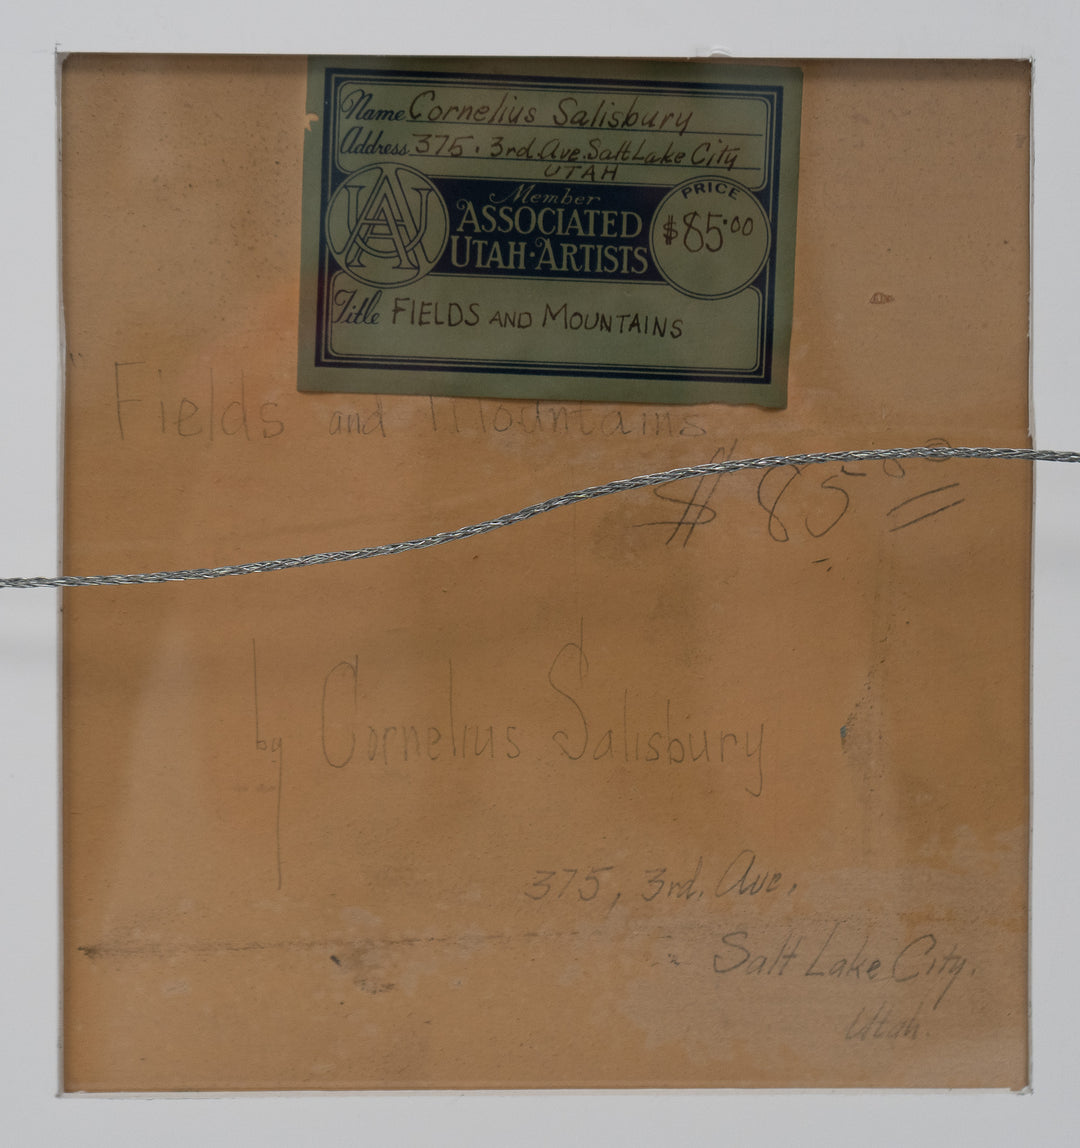 Name Cornelius Salisbury
Address 375. 3rd. Ave. Salt Lake City
UTAH
AUA
Member
ASSOCIATED
UTAH·ARTISTS
PRICE
$85.00
Title FIELDS AND MOUNTAINS
"Fields and Mountains
$85 00
by Cornelius Salisbury
375, 3rd. Ave.
Salt Lake City.
Utah.